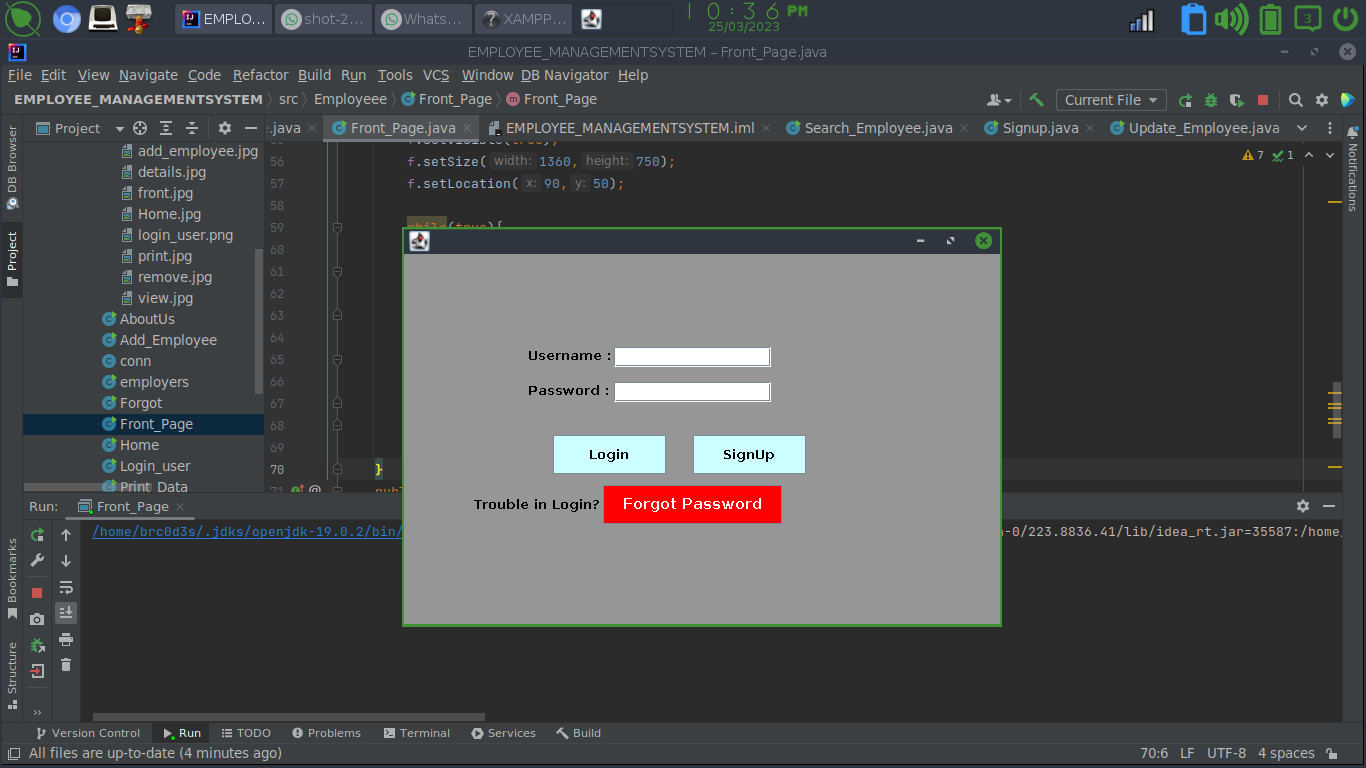 EMPLO...
shot-2...
Whats...
XAMPP...
0:36 PM
25/03/2023
3
EMPLOYEE_MANAGEMENTSYSTEM – Front_Page.java
File Edit View Navigate Code Refactor Build Run Tools VCS Window DB Navigator Help
EMPLOYEE_MANAGEMENTSYSTEM src Employeee Front_Page Front_Page
Current File
Project
.java Front_Page.java EMPLOYEE_MANAGEMENTSYSTEM.iml Search_Employee.java Signup.java Update_Employee.java
DB Browser
Project
Bookmarks
Structure
Notifications
add_employee.jpg
details.jpg
front.jpg
Home.jpg
login_user.png
print.jpg
remove.jpg
view.jpg
AboutUs
Add_Employee
conn
employers
Forgot
Front_Page
Home
Login_user
Print_Data
7 1
56 f.setSize( width: 1360, height: 750);
57 f.setLocation( x: 90, y: 50);
58
59 while(true){
60
61
62
63
64
65
66
67
68
69
70 }
71
Username :
Password :
Login SignUp
Trouble in Login? Forgot Password
Run: Front_Page
/home/brc0d3s/.jdks/openjdk-19.0.2/bin/
n-0/223.8836.41/lib/idea_rt.jar=35587:/home/
Version Control Run TODO Problems Terminal Services Build
All files are up-to-date (4 minutes ago)
70:6 LF UTF-8 4 spaces